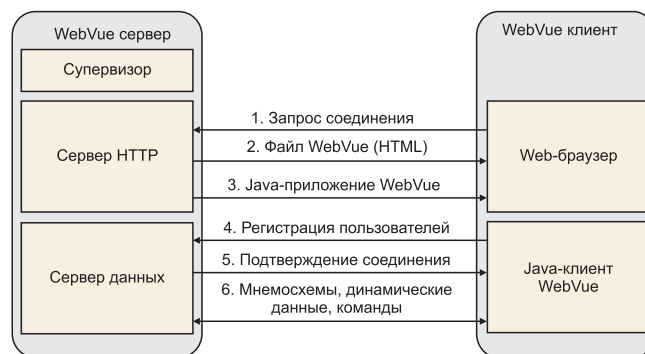 WebVue сервер
WebVue клиент
Супервизор
Сервер HTTP
1. Запрос соединения
2. Файл WebVue (HTML)
3. Java-приложение WebVue
Web-браузер
Сервер данных
4. Регистрация пользователей
5. Подтверждение соединения
6. Мнемосхемы, динамические
данные, команды
Java-клиент
WebVue